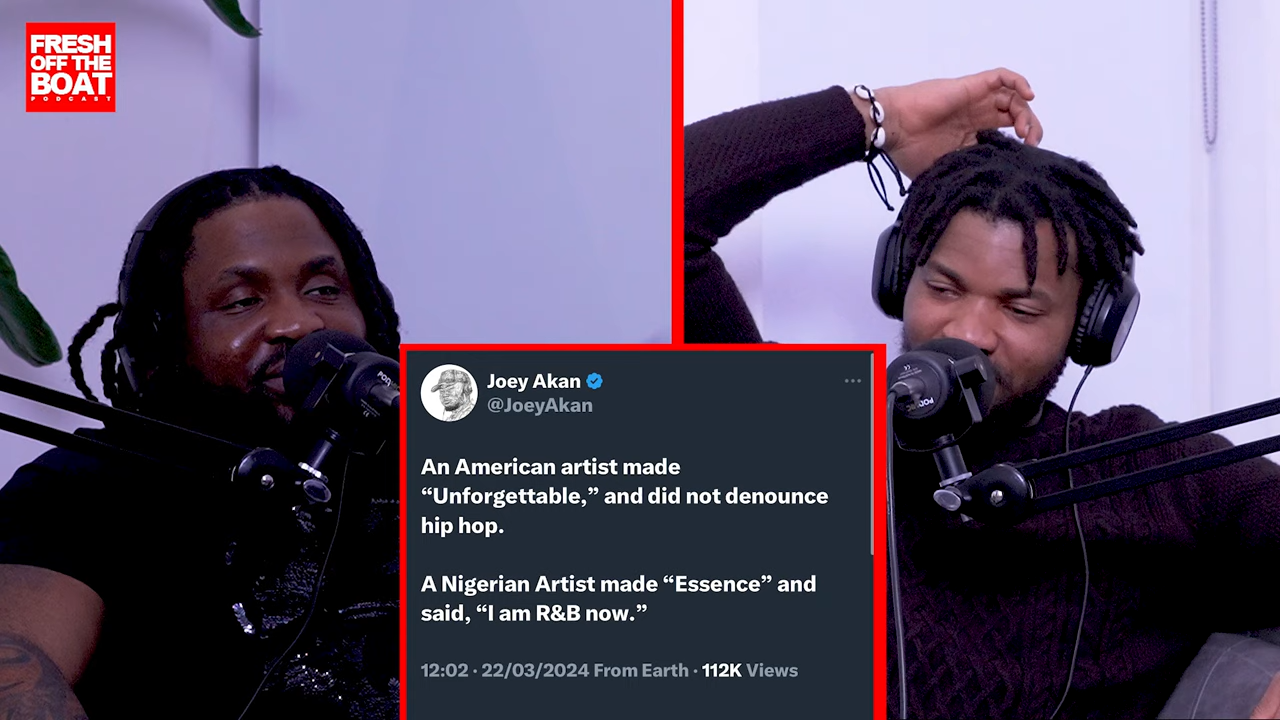 FRESH
OFF THE
BOAT
PODCAST
Joey Akan
@JoeyAkan
An American artist made
“Unforgettable,” and did not denounce
hip hop.
A Nigerian Artist made “Essence” and
said, “I am R&B now.”
12:02 · 22/03/2024 From Earth · 112K Views